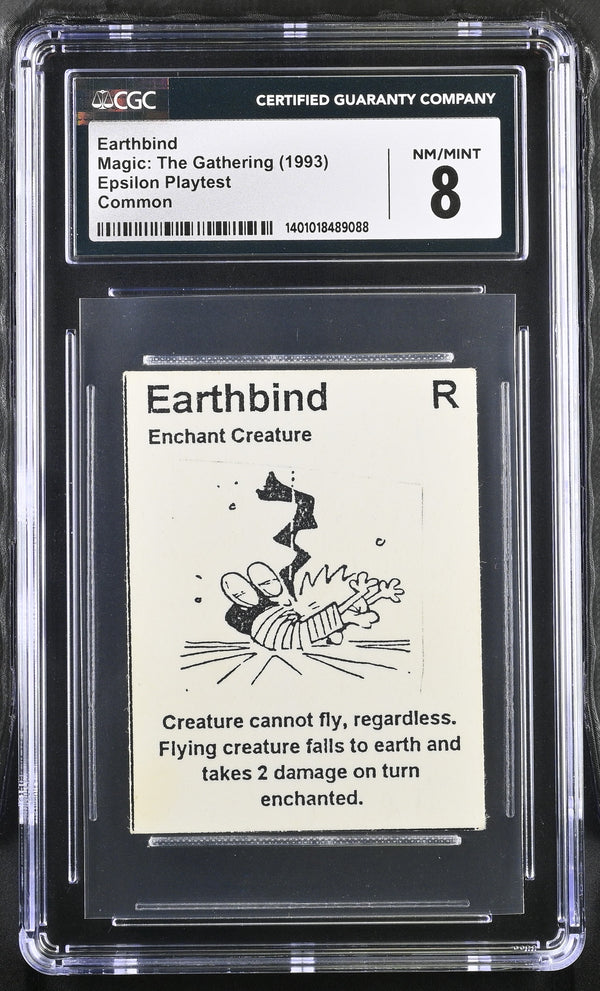 CGC
CERTIFIED GUARANTY COMPANY
Earthbind
Magic: The Gathering (1993)
Epsilon Playtest
Common
NM/MINT
8
1401018489088
Earthbind R
Enchant Creature
Creature cannot fly, regardless.
Flying creature falls to earth and
takes 2 damage on turn
enchanted.